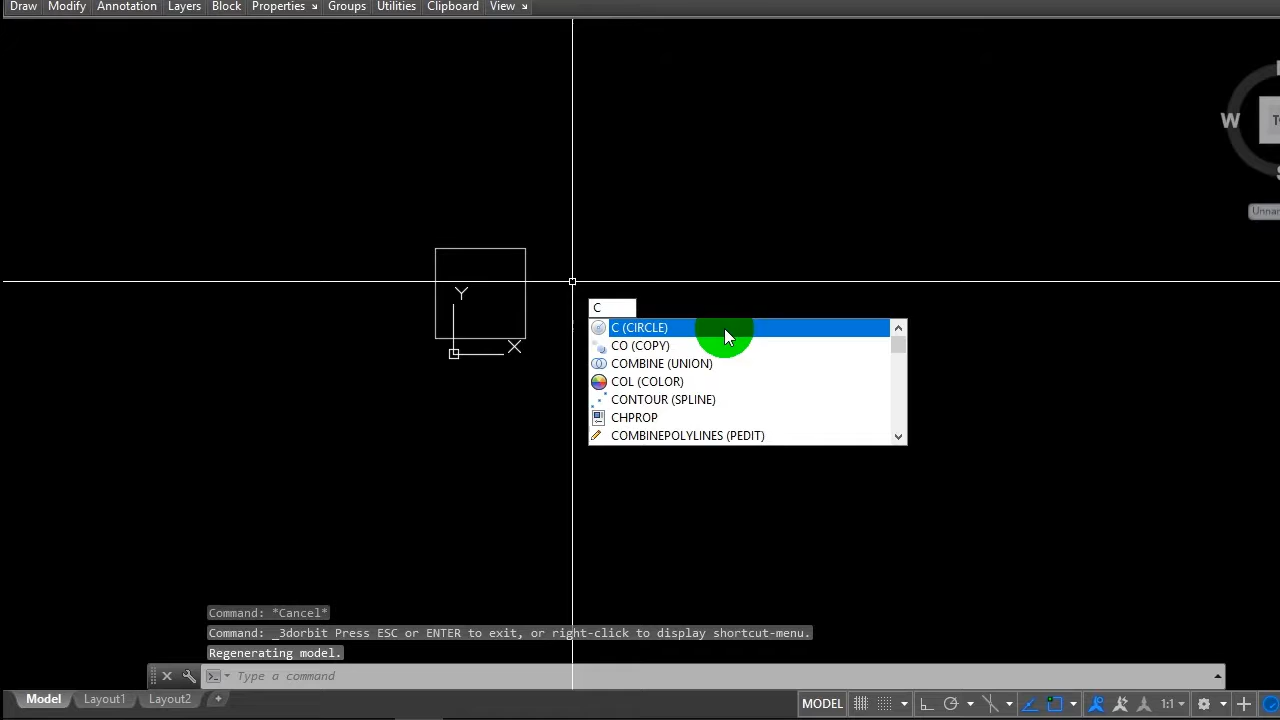 Draw Modify Annotation Layers Block Properties Groups Utilities Clipboard View
W
Y
X
C
C (CIRCLE)
CO (COPY)
COMBINE (UNION)
COL (COLOR)
CONTOUR (SPLINE)
CHPROP
COMBINEPOLYLINES (PEDIT)
Command: *Cancel*
Command: _3dorbit Press ESC or ENTER to exit, or right-click to display shortcut-menu.
Regenerating model.
Type a command
Model Layout1 Layout2 + MODEL 1:1